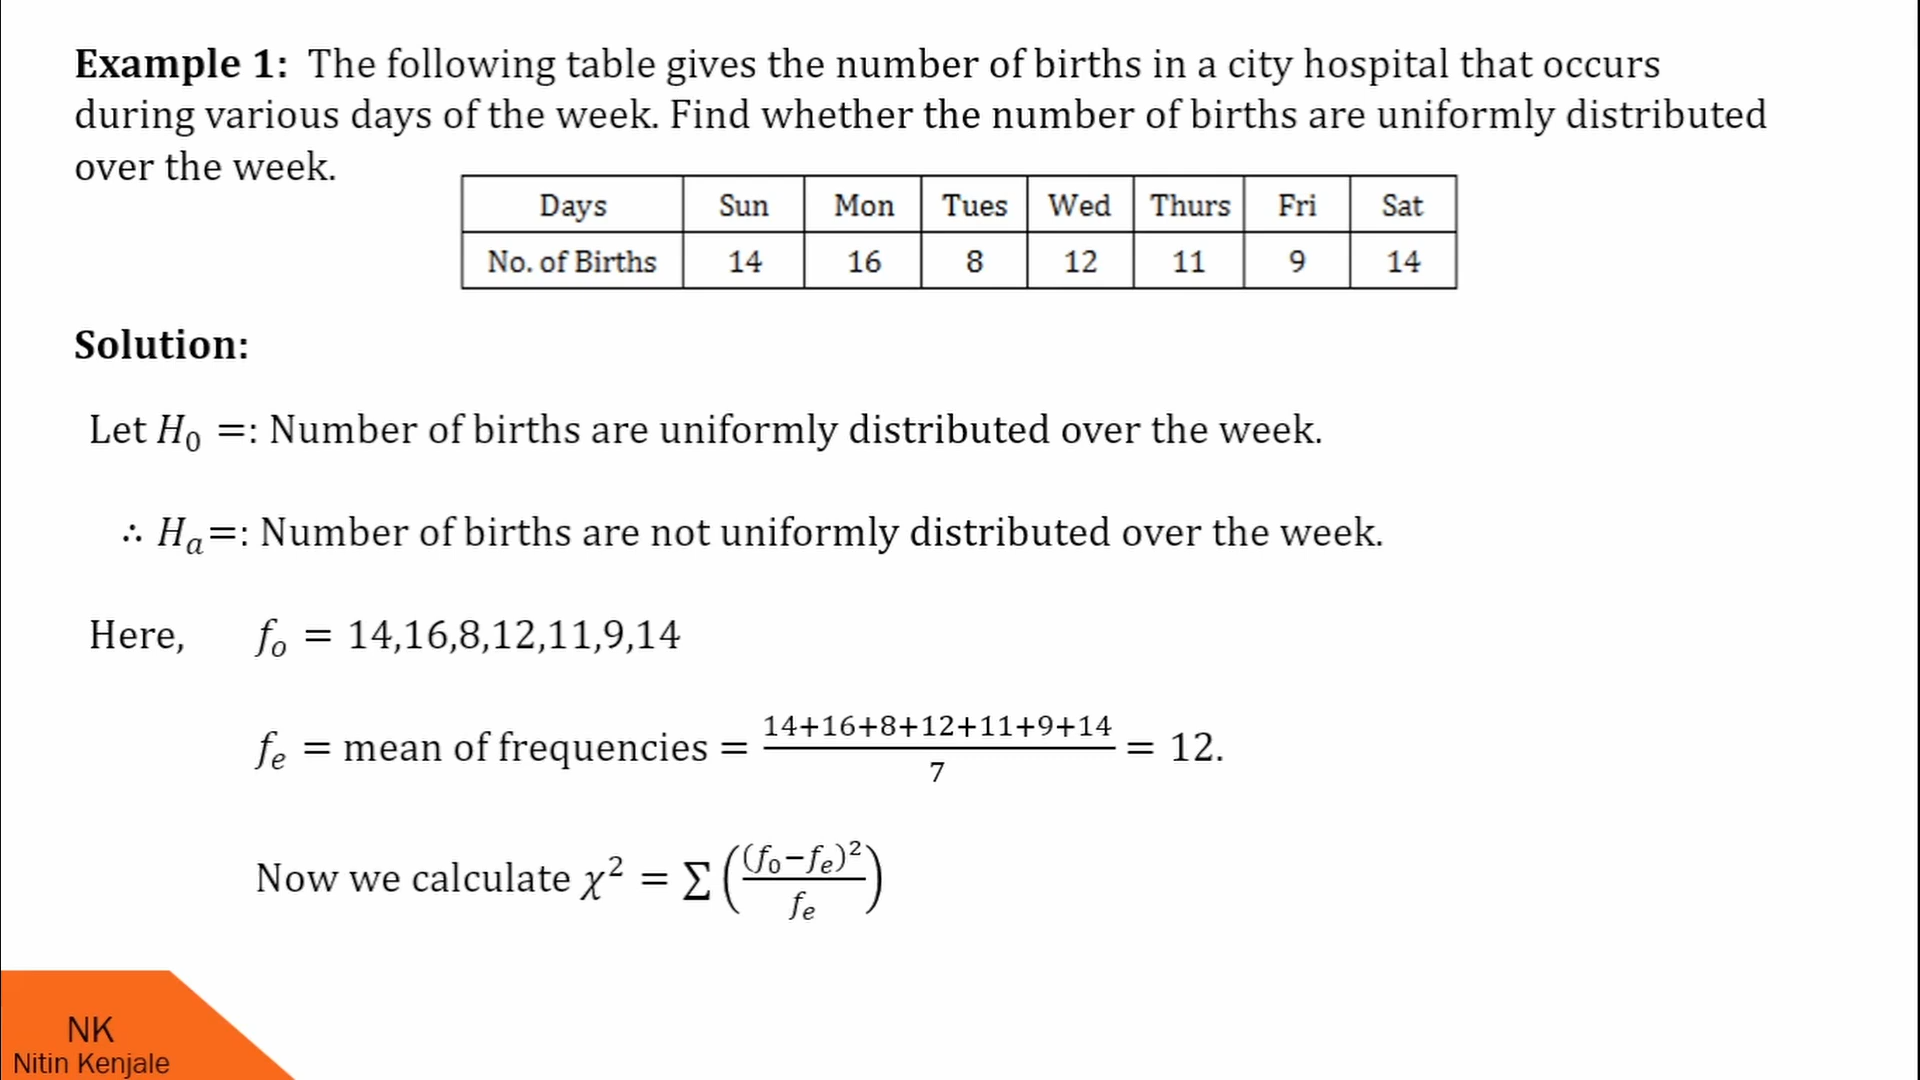 Example 1: The following table gives the number of births in a city hospital that occurs
during various days of the week. Find whether the number of births are uniformly distributed
over the week.
Days Sun Mon Tues Wed Thurs Fri Sat
No. of Births 14 16 8 12 11 9 14
Solution:
Let H₀ =: Number of births are uniformly distributed over the week.
∴ Hₐ=: Number of births are not uniformly distributed over the week.
Here, fₒ = 14,16,8,12,11,9,14
fₑ = mean of frequencies = (14+16+8+12+11+9+14)/7 = 12.
Now we calculate χ² = Σ((fₒ−fₑ)²/fₑ)
NK
Nitin Kenjale